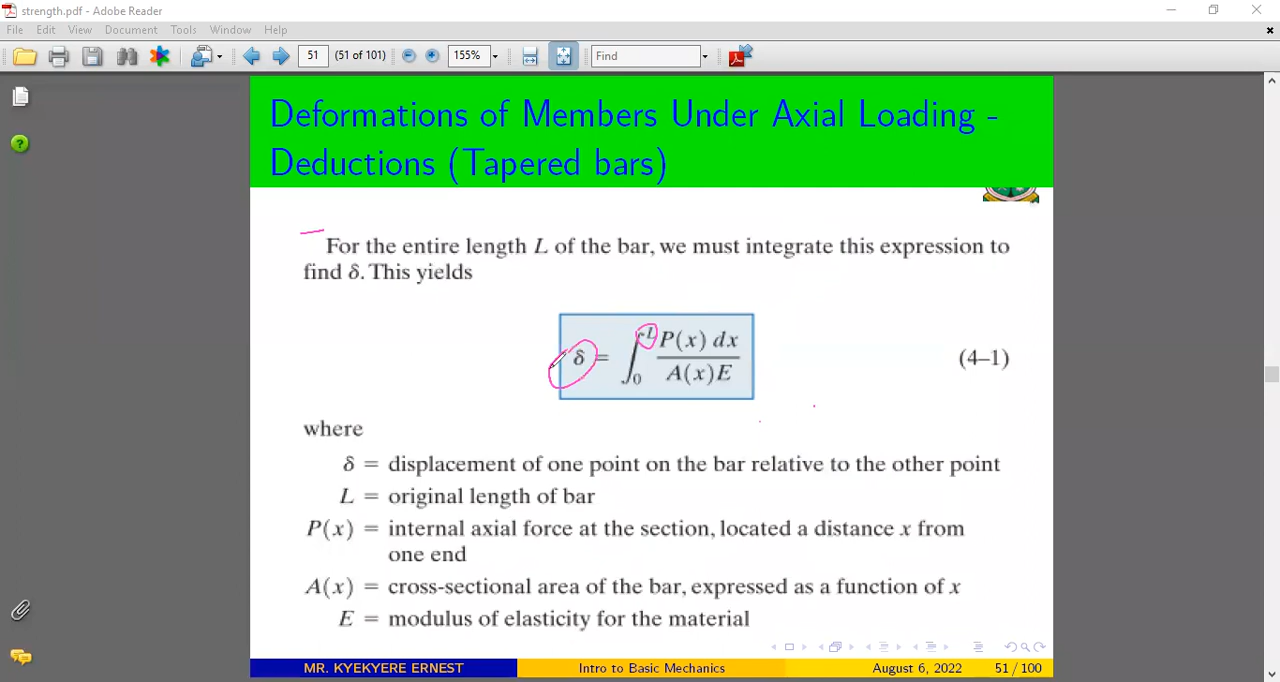 strength.pdf - Adobe Reader
File Edit View Document Tools Window Help
51 (51 of 101) 155% Find
Deformations of Members Under Axial Loading -
Deductions (Tapered bars)
For the entire length L of the bar, we must integrate this expression to
find δ. This yields
δ = ∫₀ᴸ P(x) dx / A(x)E (4–1)
where
δ = displacement of one point on the bar relative to the other point
L = original length of bar
P(x) = internal axial force at the section, located a distance x from
one end
A(x) = cross-sectional area of the bar, expressed as a function of x
E = modulus of elasticity for the material
MR. KYEKYERE ERNEST Intro to Basic Mechanics August 6, 2022 51 / 100